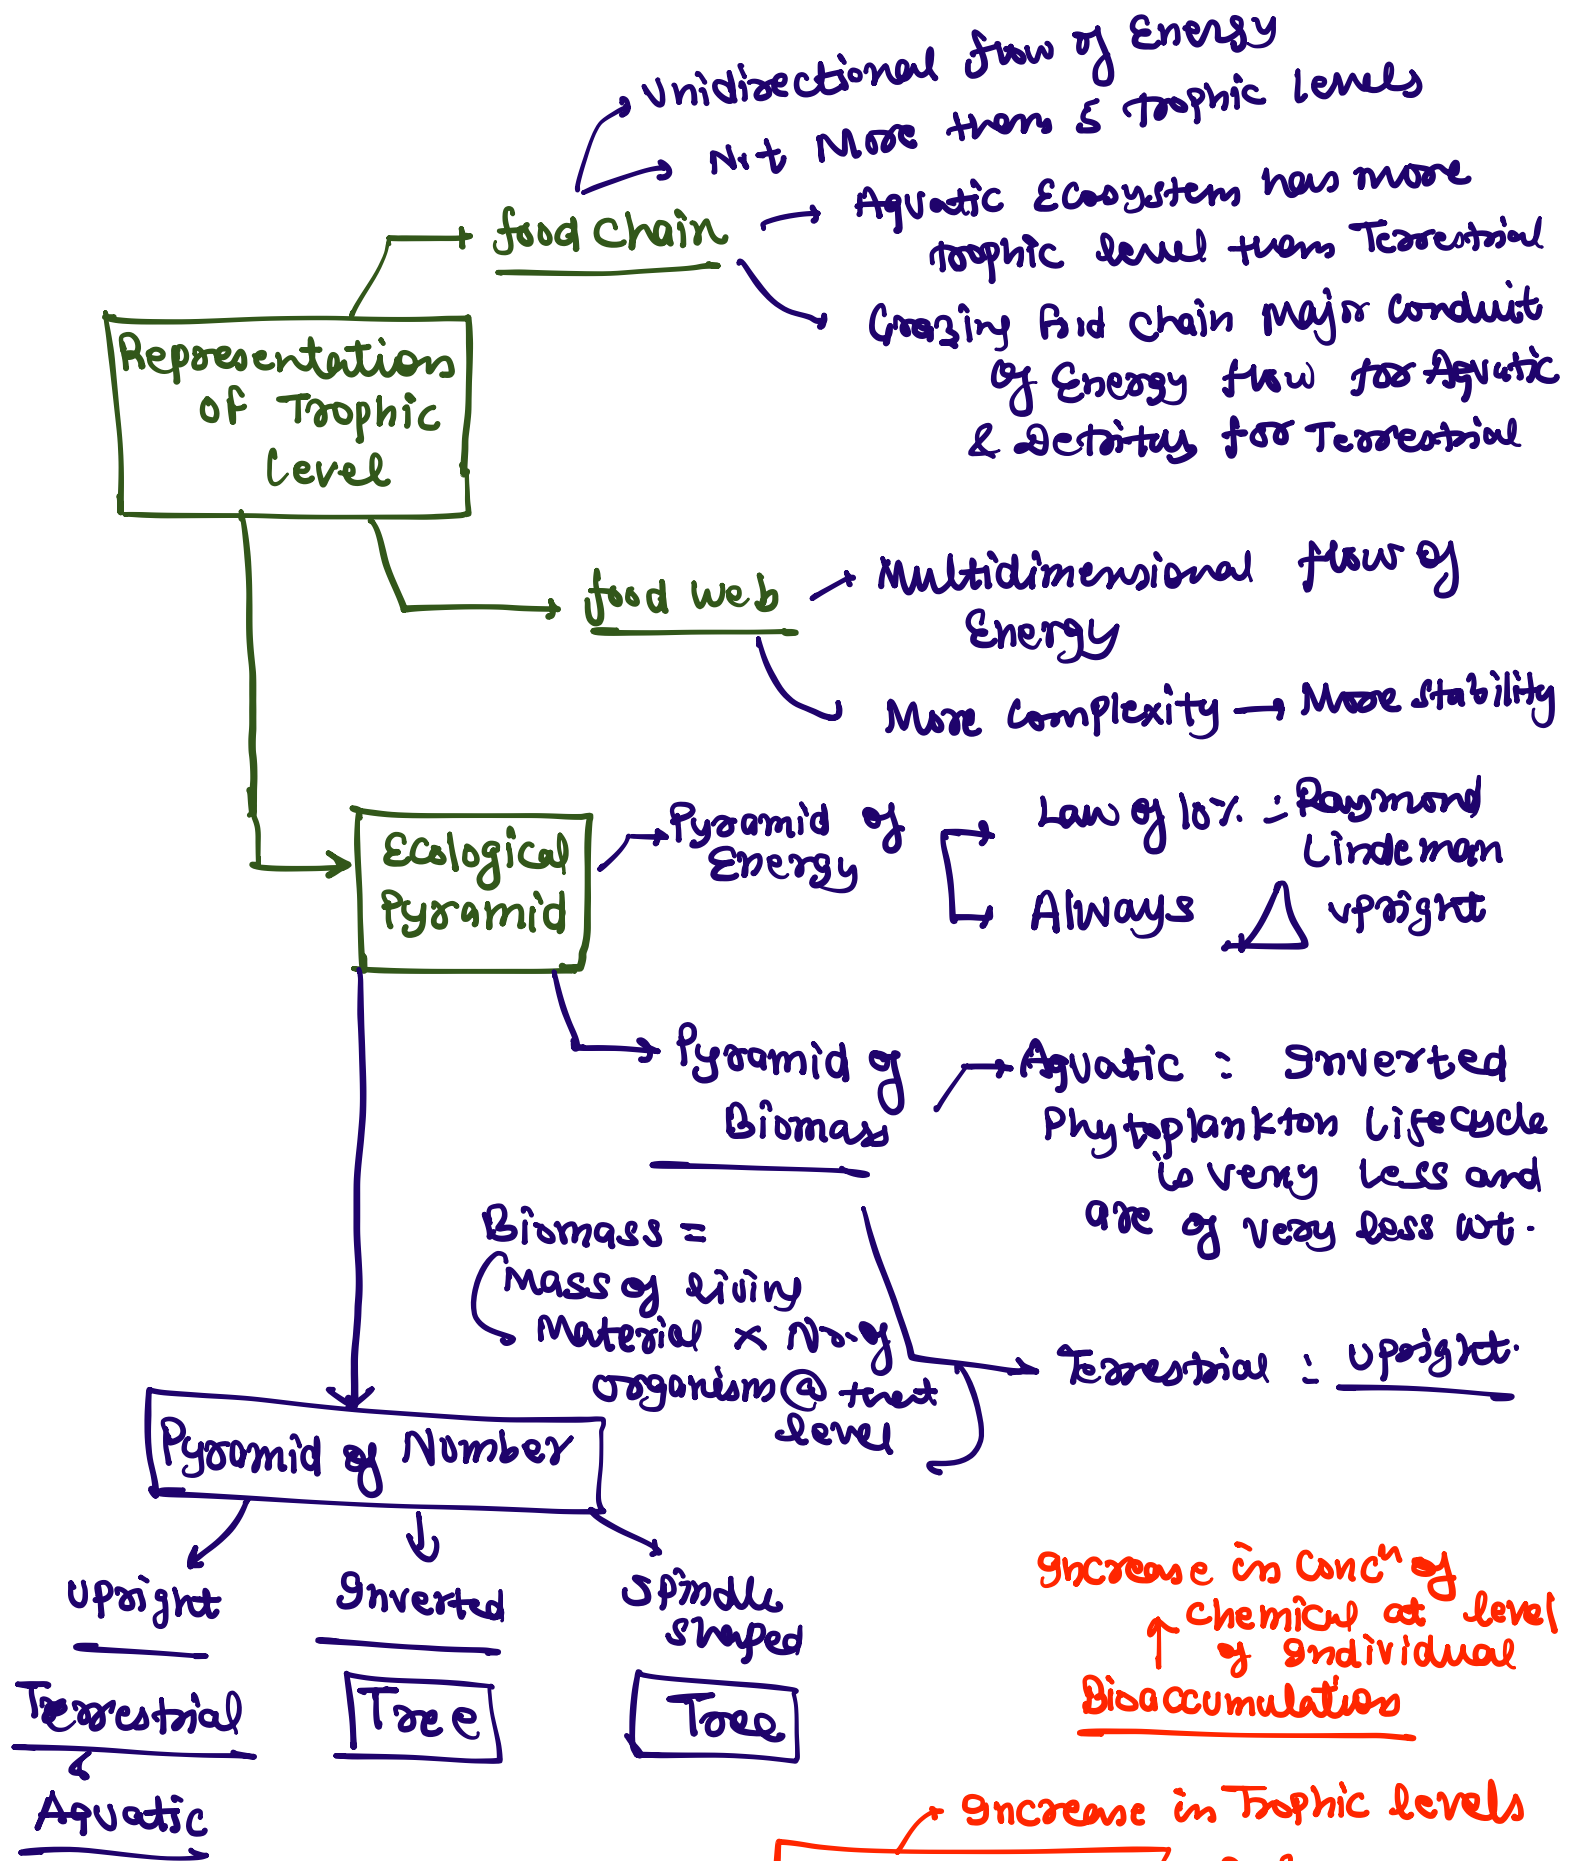 Unidirectional flow of Energy
Not More than 5 Trophic levels
food chain
Aquatic Ecosystem has more
trophic level than Terrestrial
Grazing food chain Major conduit
of Energy flow for Aquatic
& Detritus for Terrestrial
Representation
of Trophic
Level
food web
Multidimensional flow of
Energy
More complexity → More stability
Ecological
Pyramid
Pyramid of
Energy
Law of 10% = Raymond
Lindeman
Always △ upright
Pyramid of
Biomass
Aquatic : Inverted
Phytoplankton Lifecycle
is very less and
are of very less wt.
Biomass =
Mass of living
Material × No. of
organism @ that
level
Terrestrial : upright.
Pyramid of Number
upright
Inverted
Spindle
shaped
Terrestrial
Tree
Tree
Aquatic
Increase in concⁿ of
chemical at level
of Individual
Bioaccumulation
Increase in Trophic levels